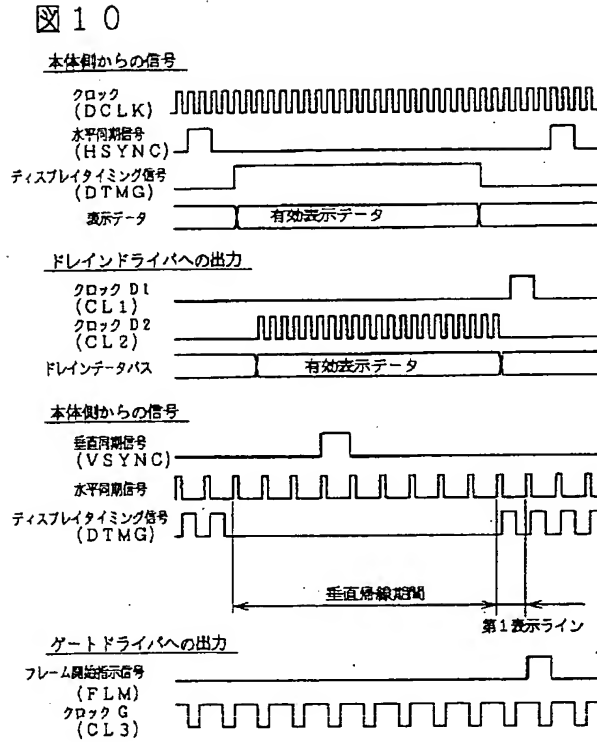 図10
本体側からの信号
クロック
(DCLK)
水平同期信号
(HSYNC)
ディスプレイタイミング信号
(DTMG)
表示データ
有効表示データ
ドレインドライバへの出力
クロック D1
(CL1)
クロック D2
(CL2)
ドレインデータバス
有効表示データ
本体側からの信号
垂直同期信号
(VSYNC)
水平同期信号
ディスプレイタイミング信号
(DTMG)
垂直帰線期間
第1表示ライン
ゲートドライバへの出力
フレーム開始指示信号
(FLM)
クロック G
(CL3)